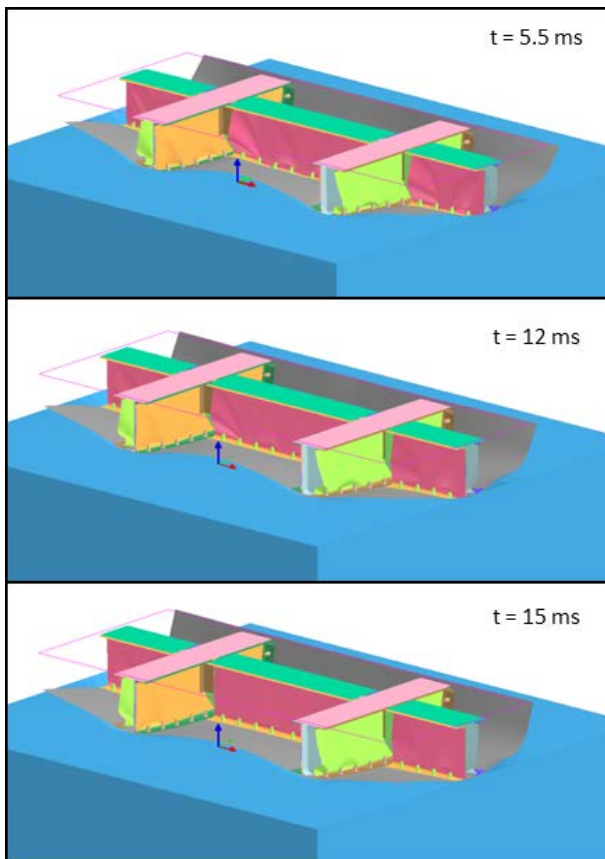 t = 5.5 ms
t = 12 ms
t = 15 ms